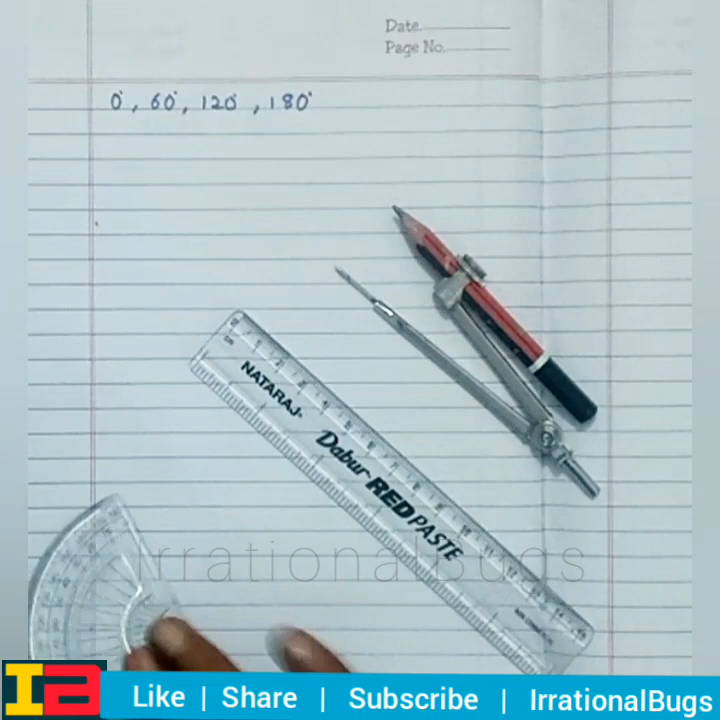 Date
Page No.
0°, 60°, 120°, 180°
NATARAJ
Dabur RED PASTE
IrrationalBugs
Like | Share | Subscribe | IrrationalBugs